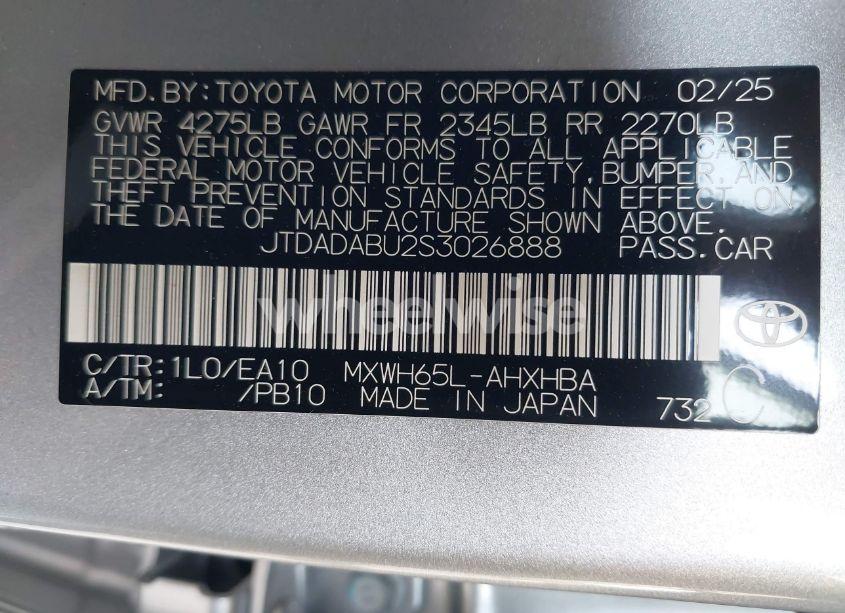 MFD.BY:TOYOTA MOTOR CORPORATION 02/25
GVWR 4275LB GAWR FR 2345LB RR 2270LB
THIS VEHICLE CONFORMS TO ALL APPLICABLE
FEDERAL MOTOR VEHICLE SAFETY,BUMPER,AND
THEFT PREVENTION STANDARDS IN EFFECT ON
THE DATE OF MANUFACTURE SHOWN ABOVE.
JTDADABU2S3026888 PASS.CAR
wheelwise
C/TR:1L0/EA10 MXWH65L-AHXHBA
A/TM: /PB10 MADE IN JAPAN 732 C